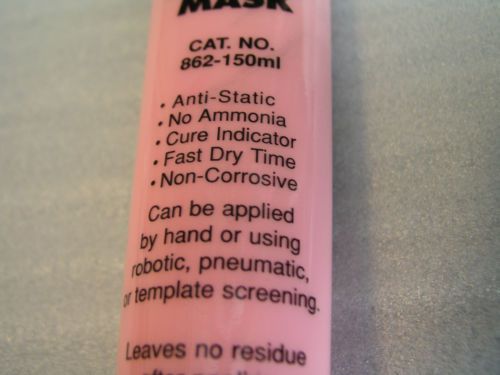 MASK
CAT. NO.
862-150ml
• Anti-Static
• No Ammonia
• Cure Indicator
• Fast Dry Time
• Non-Corrosive
Can be applied
by hand or using
robotic, pneumatic,
or template screening.
Leaves no residue